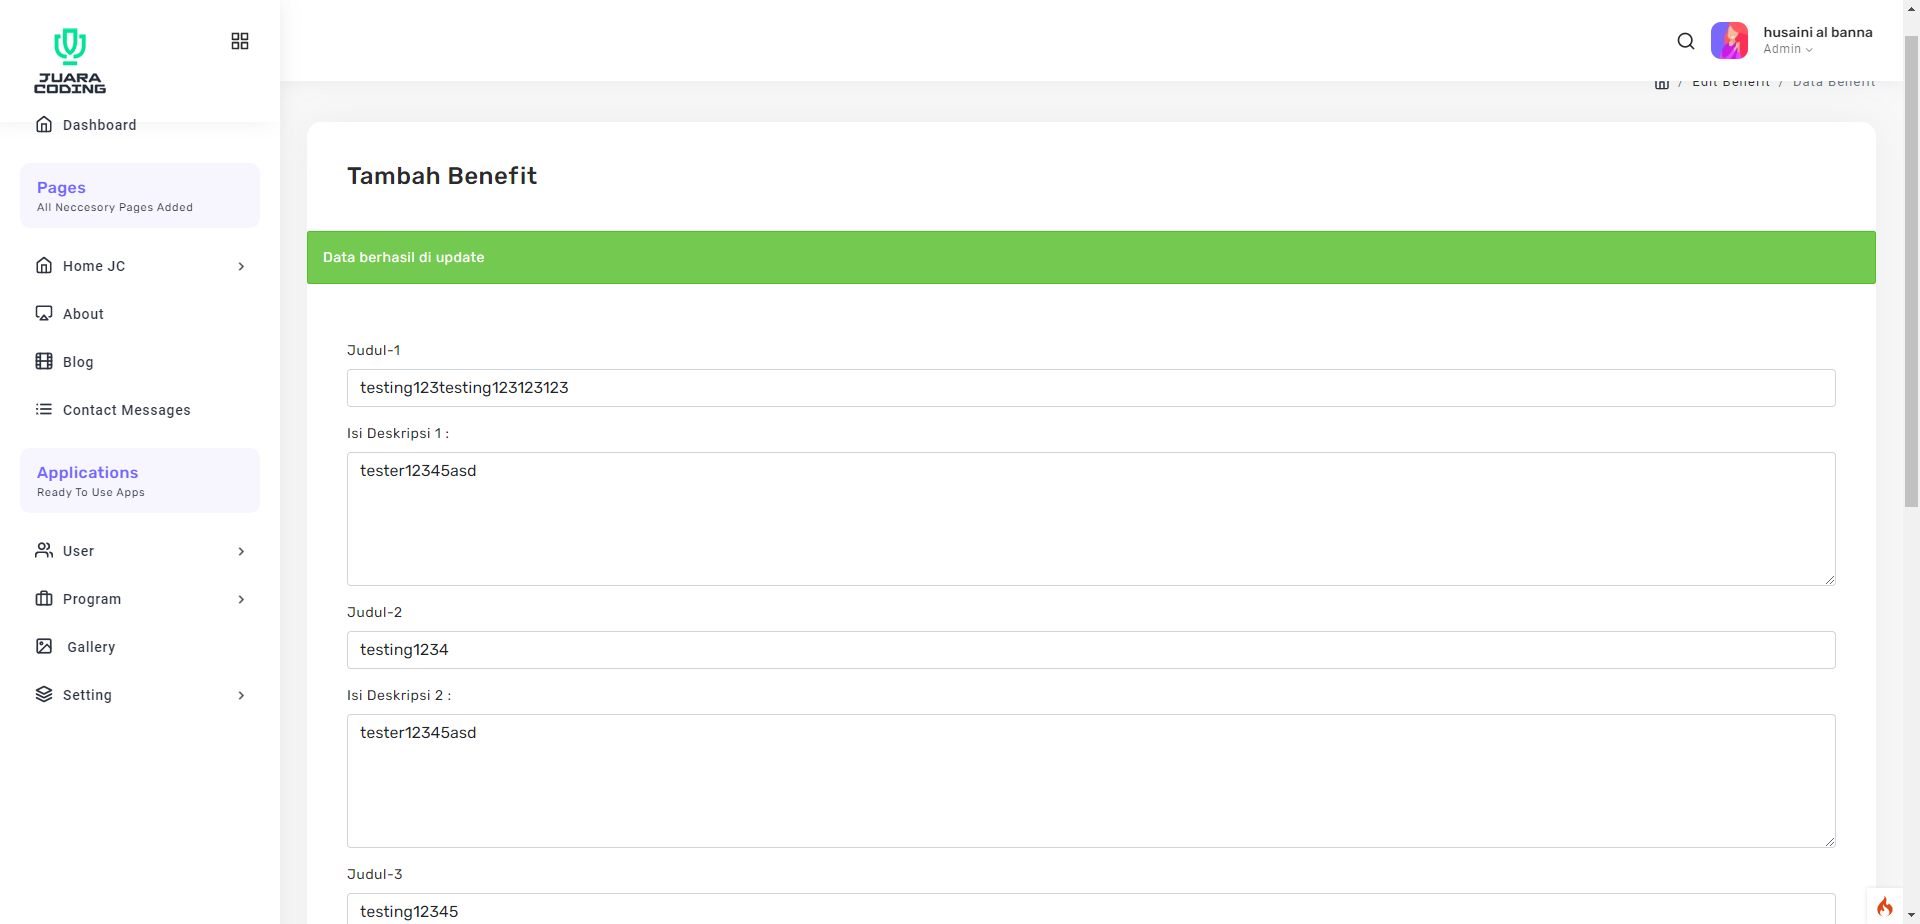 JUARA
CODING
husaini al banna
Admin
/ Edit Benefit / Data Benefit
Dashboard
Pages
All Neccesory Pages Added
Home JC
About
Blog
Contact Messages
Applications
Ready To Use Apps
User
Program
Gallery
Setting
Tambah Benefit
Data berhasil di update
Judul-1
testing123testing123123123
Isi Deskripsi 1 :
tester12345asd
Judul-2
testing1234
Isi Deskripsi 2 :
tester12345asd
Judul-3
testing12345